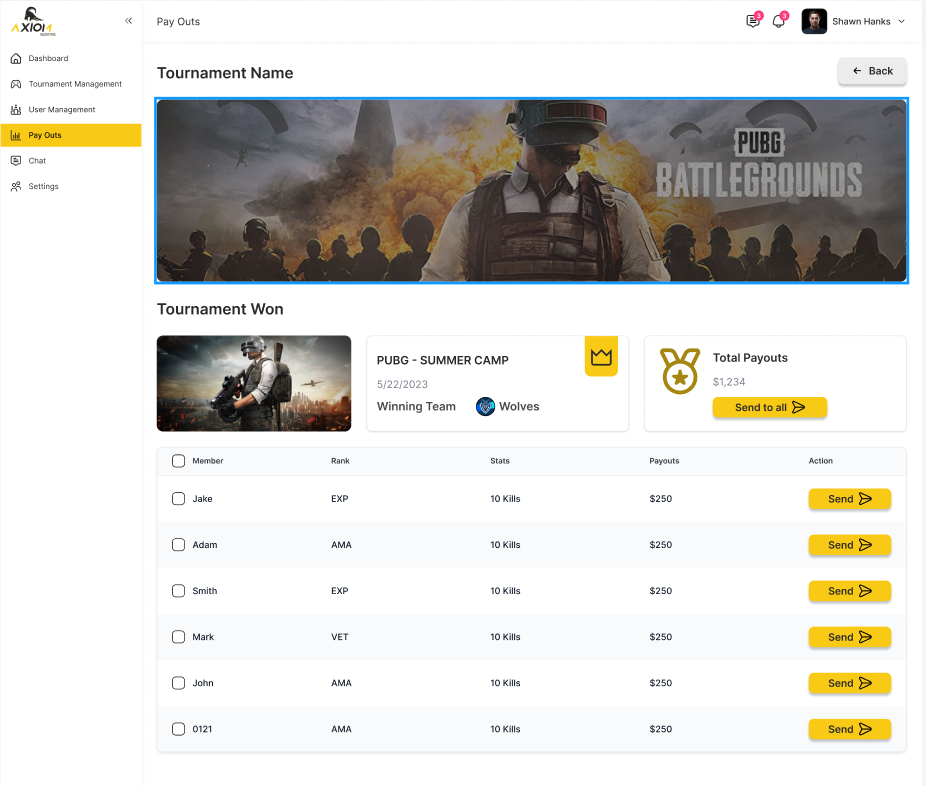 AXIOM
Pay Outs
3
3
Shawn Hanks
Dashboard
Tournament Management
User Management
Pay Outs
Chat
Settings
Tournament Name
Back
PUBG
BATTLEGROUNDS
Tournament Won
PUBG - SUMMER CAMP
5/22/2023
Winning Team Wolves
Total Payouts
$1,234
Send to all
Member Rank Stats Payouts Action
Jake EXP 10 Kills $250 Send
Adam AMA 10 Kills $250 Send
Smith EXP 10 Kills $250 Send
Mark VET 10 Kills $250 Send
John AMA 10 Kills $250 Send
0121 AMA 10 Kills $250 Send